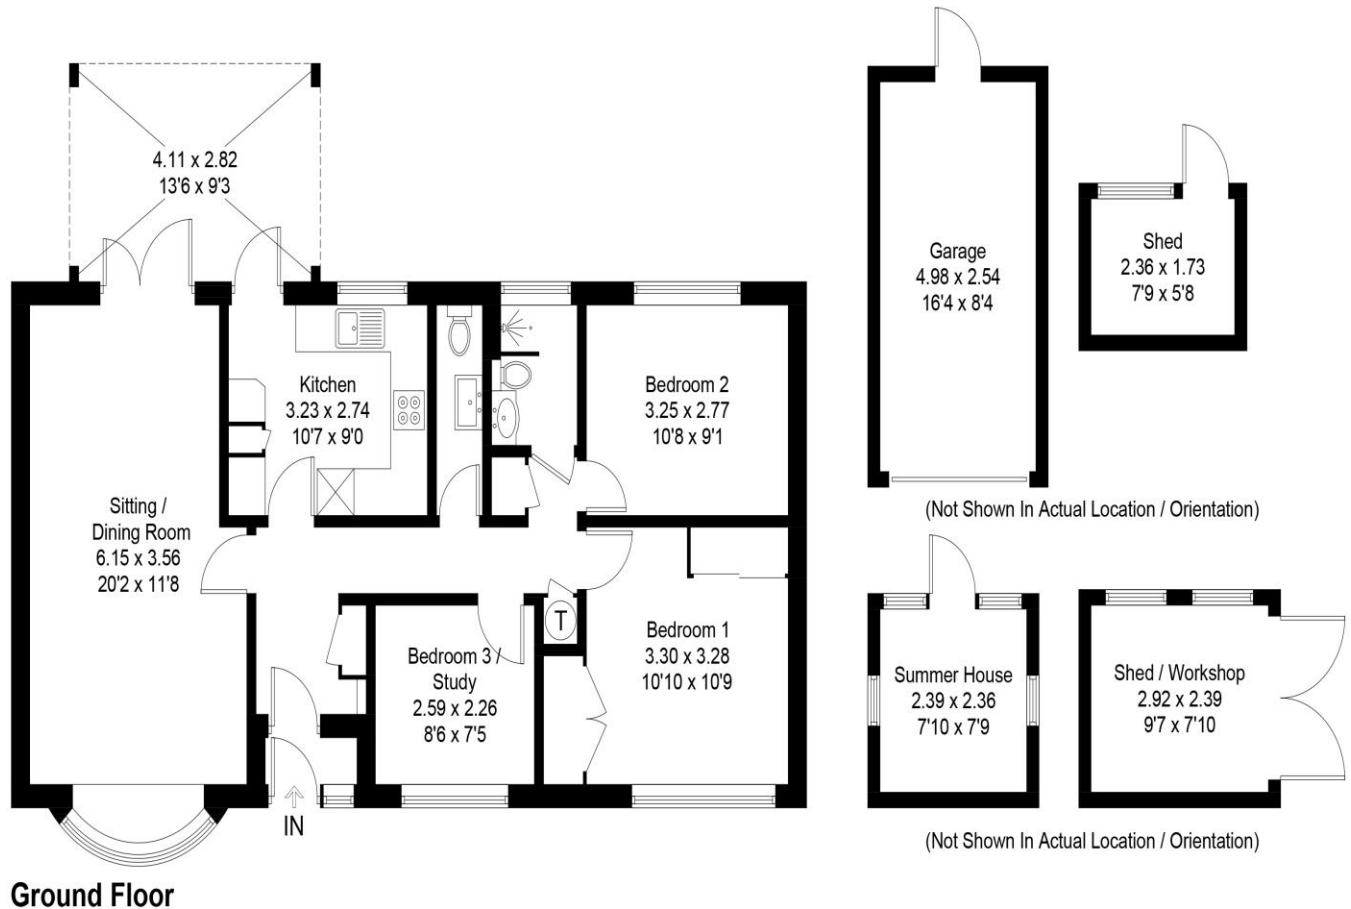 4.11 x 2.82
13'6 x 9'3
Garage
4.98 x 2.54
16'4 x 8'4
Shed
2.36 x 1.73
7'9 x 5'8
Kitchen
3.23 x 2.74
10'7 x 9'0
Bedroom 2
3.25 x 2.77
10'8 x 9'1
Sitting /
Dining Room
6.15 x 3.56
20'2 x 11'8
(Not Shown In Actual Location / Orientation)
T
Bedroom 1
3.30 x 3.28
10'10 x 10'9
Bedroom 3 /
Study
2.59 x 2.26
8'6 x 7'5
Summer House
2.39 x 2.36
7'10 x 7'9
Shed / Workshop
2.92 x 2.39
9'7 x 7'10
IN
(Not Shown In Actual Location / Orientation)
Ground Floor